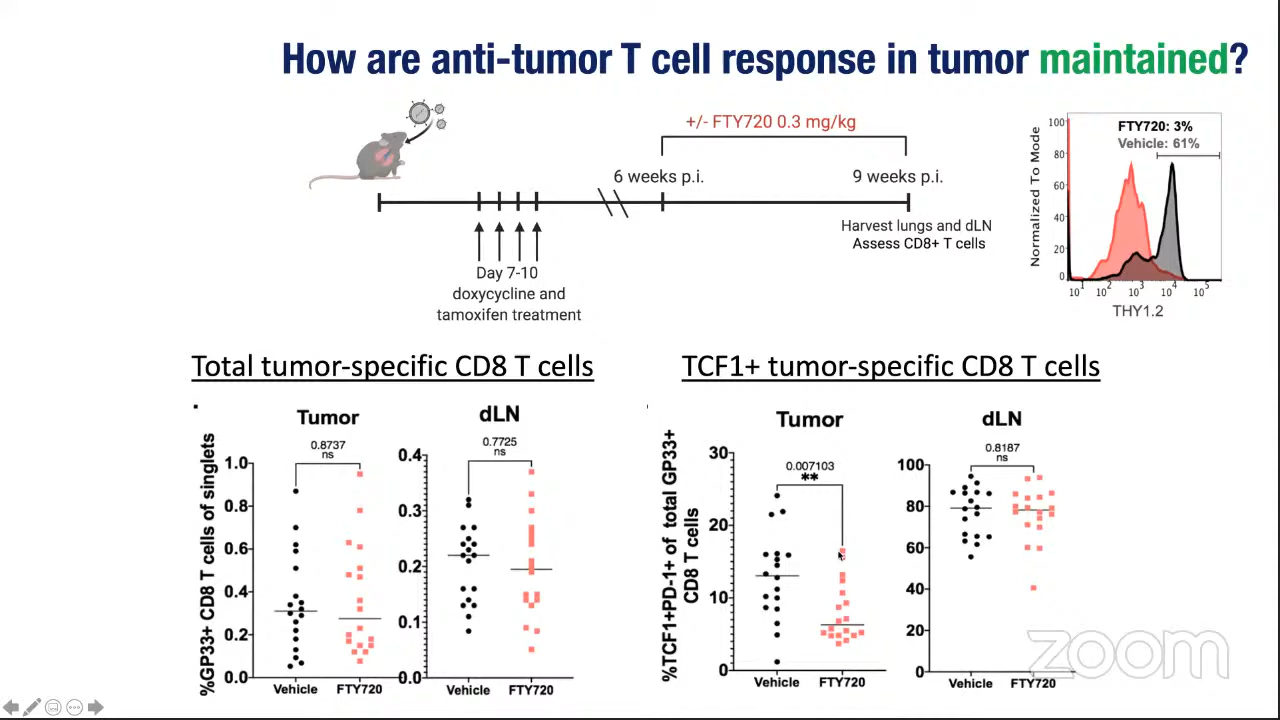 How are anti-tumor T cell response in tumor maintained?
+/- FTY720 0.3 mg/kg
6 weeks p.i.
9 weeks p.i.
Harvest lungs and dLN
Assess CD8+ T cells
Day 7-10
doxycycline and
tamoxifen treatment
FTY720: 3%
Vehicle: 61%
Normalized To Mode
100
80
60
40
20
0
10¹ 10² 10³ 10⁴ 10⁵
THY1.2
Total tumor-specific CD8 T cells
%GP33+ CD8 T cells of singlets
Tumor
0.8737
ns
1.0
0.8
0.6
0.4
0.2
0.0
Vehicle FTY720
dLN
0.7725
ns
0.4
0.3
0.2
0.1
0.0
Vehicle FTY720
TCF1+ tumor-specific CD8 T cells
%TCF1+PD-1+ of total GP33+
CD8 T cells
Tumor
0.007103
**
30
20
10
0
Vehicle FTY720
dLN
0.8187
ns
100
80
60
40
20
0
Vehicle FTY720
zoom